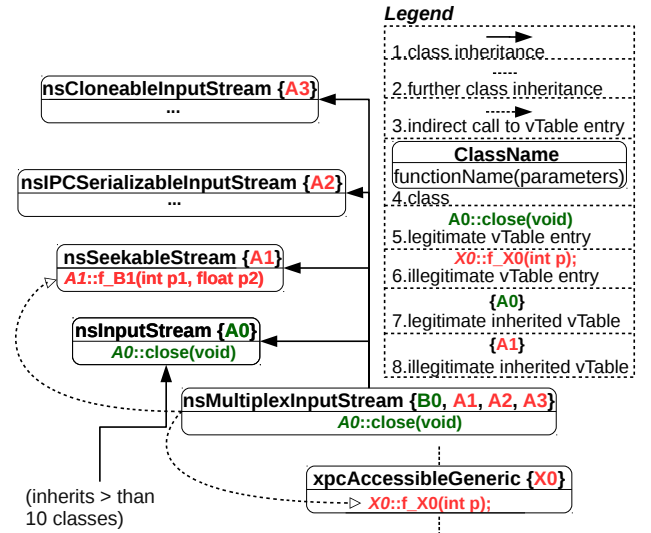 Legend
1.class inheritance
2.further class inheritance
3.indirect call to vTable entry
ClassName
functionName(parameters)
4.class
A0::close(void)
5.legitimate vTable entry
X0::f_X0(int p);
6.illegitimate vTable entry
{A0}
7.legitimate inherited vTable
{A1}
8.illegitimate inherited vTable
nsCloneableInputStream {A3}
...
nsIPCSerializableInputStream {A2}
...
nsSeekableStream {A1}
A1::f_B1(int p1, float p2)
nsInputStream {A0}
A0::close(void)
nsMultiplexInputStream {B0, A1, A2, A3}
A0::close(void)
xpcAccessibleGeneric {X0}
X0::f_X0(int p);
(inherits > than
10 classes)